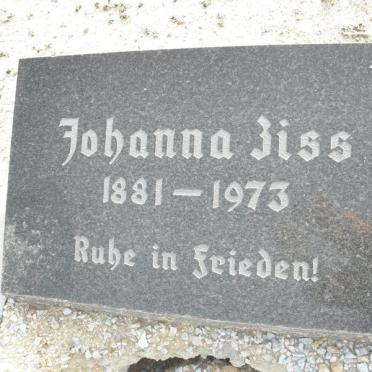 Johanna Ziss
1881 – 1973
Ruhe in Frieden!